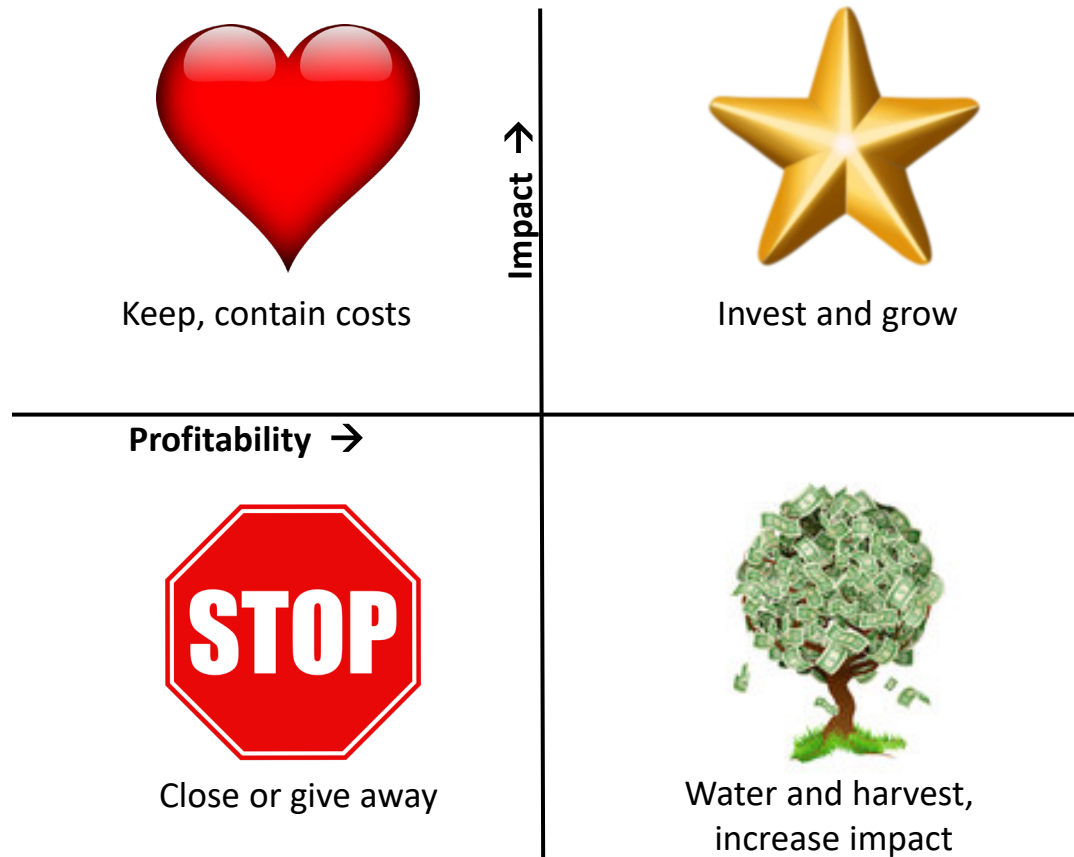 Impact →
Keep, contain costs
Invest and grow
Profitability →
STOP
Close or give away
Water and harvest,
increase impact